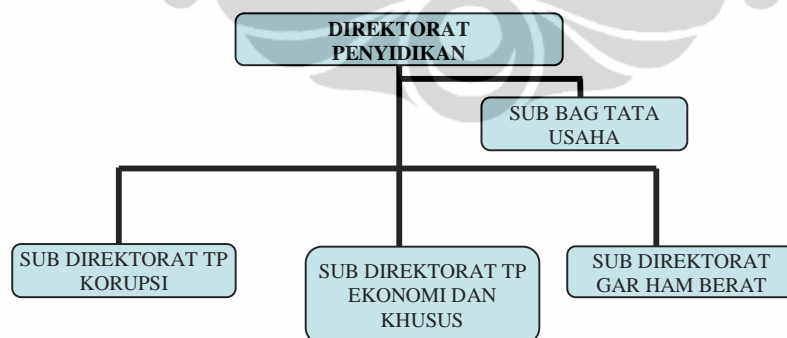 DIREKTORAT
PENYIDIKAN
SUB BAG TATA
USAHA
SUB DIREKTORAT TP
KORUPSI
SUB DIREKTORAT TP
EKONOMI DAN
KHUSUS
SUB DIREKTORAT
GAR HAM BERAT